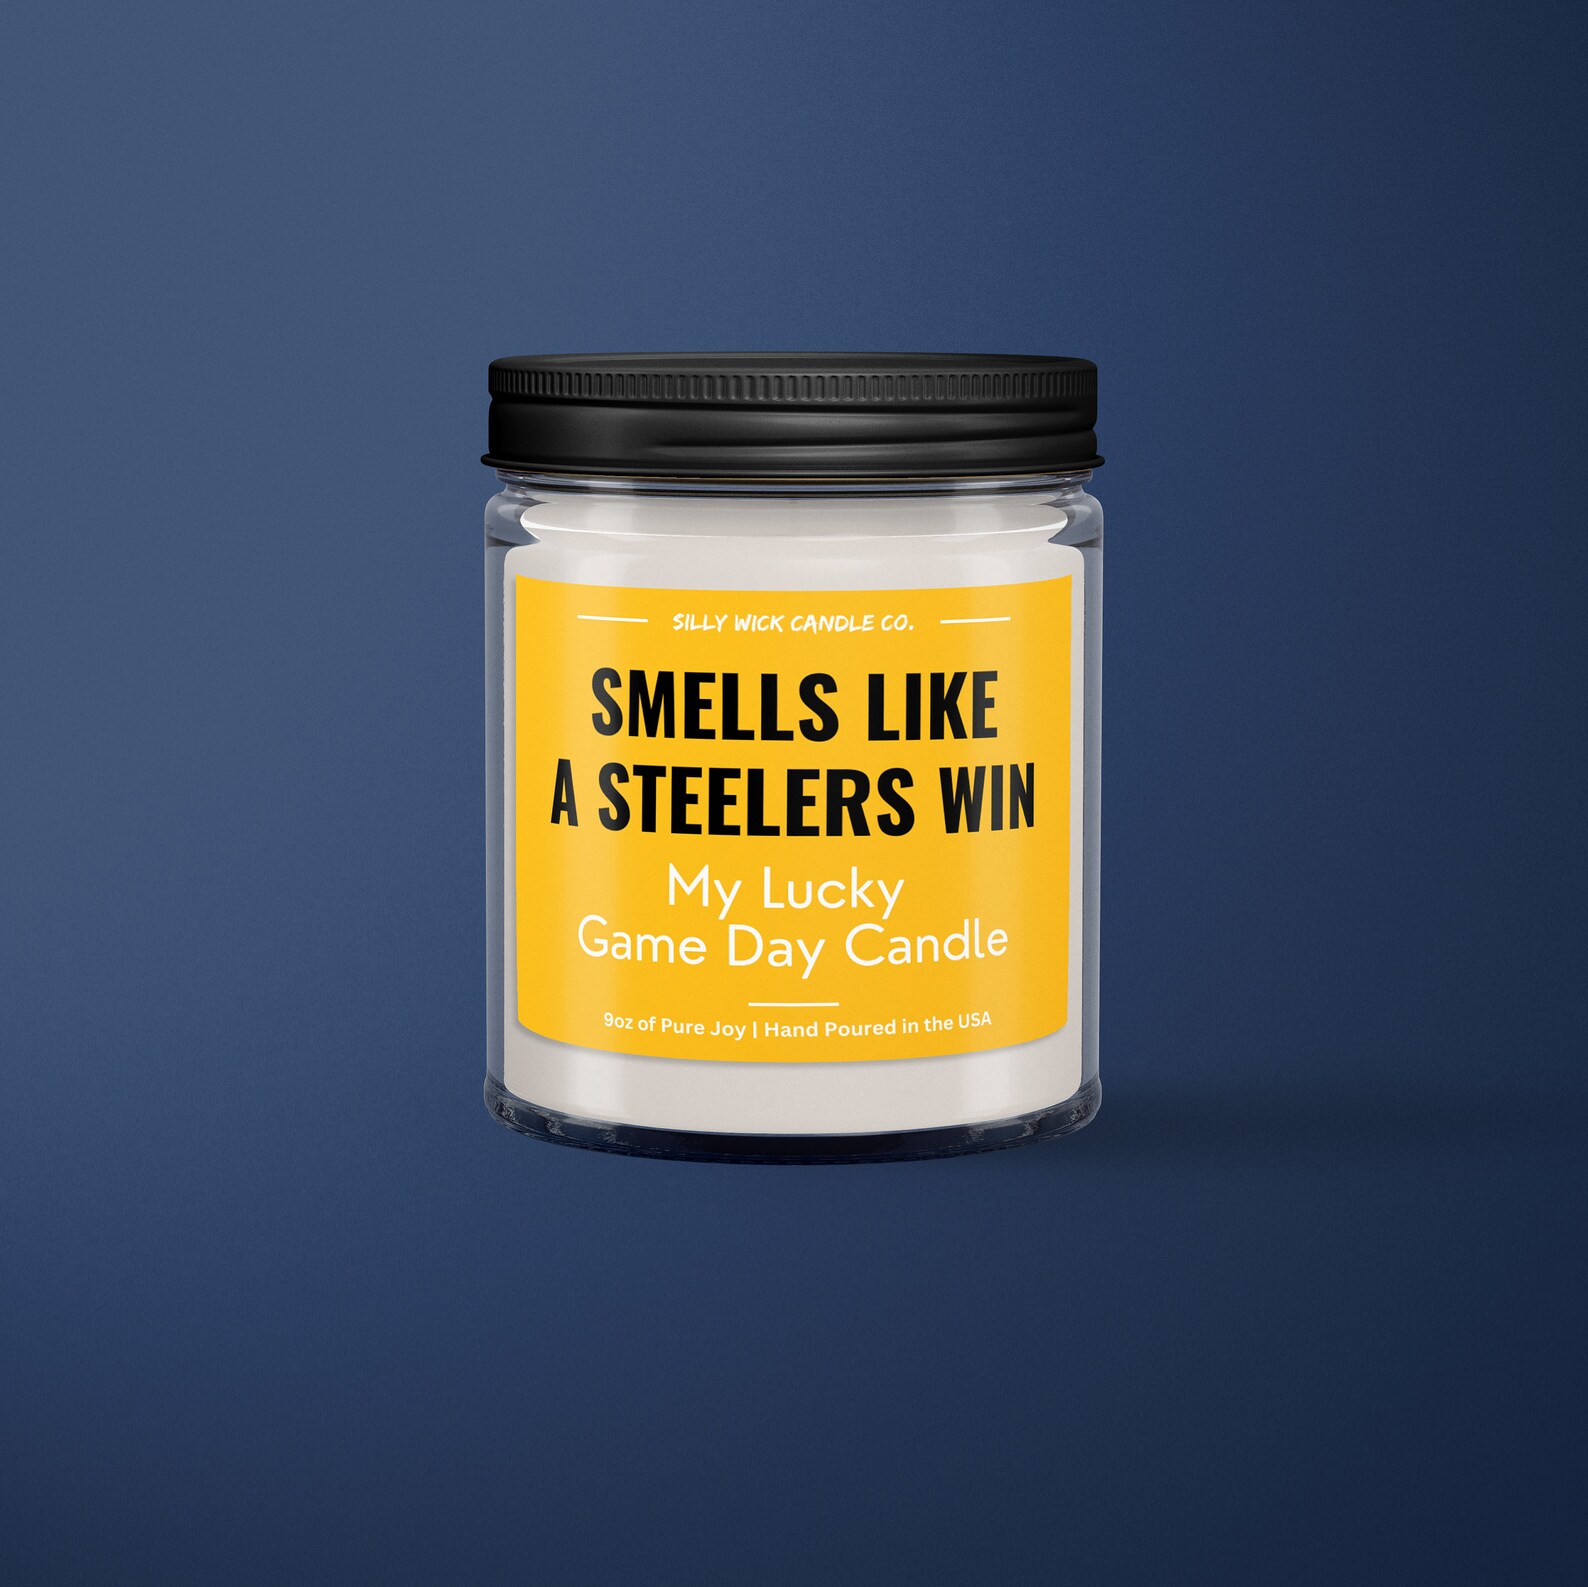 SILLY WICK CANDLE CO.
SMELLS LIKE
A STEELERS WIN
My Lucky
Game Day Candle
9oz of Pure Joy | Hand Poured in the USA